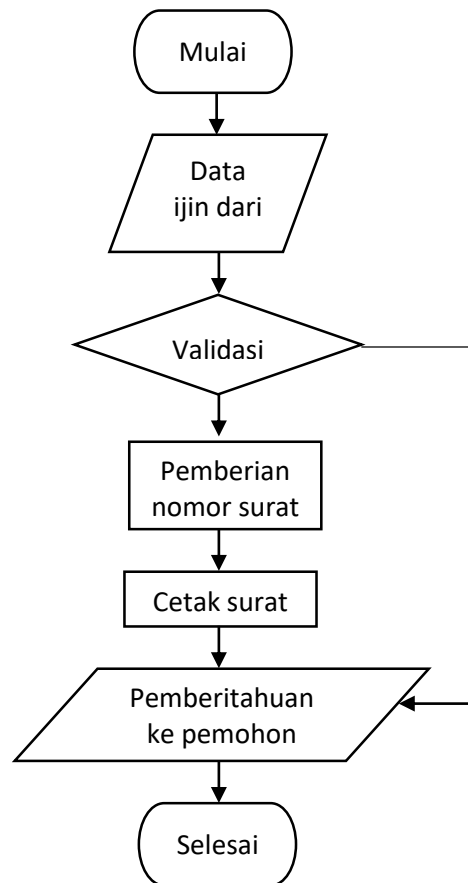 Mulai
Data
ijin dari
Validasi
Pemberian
nomor surat
Cetak surat
Pemberitahuan
ke pemohon
Selesai